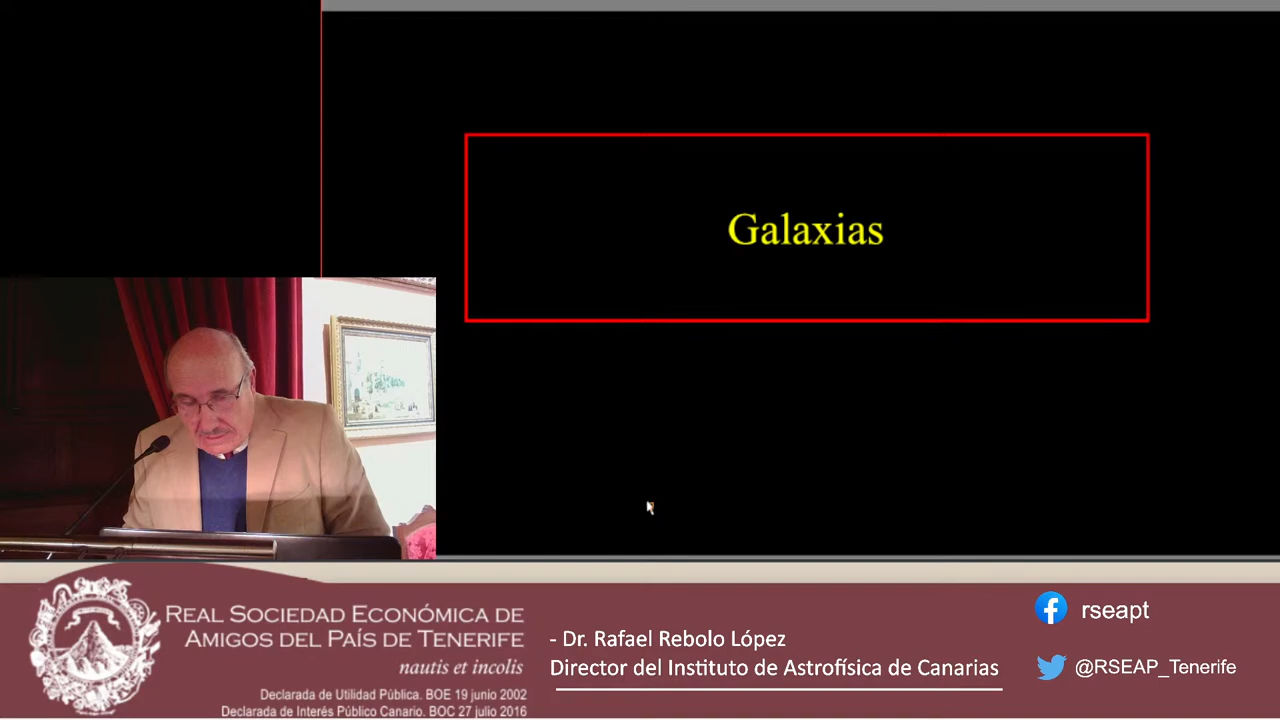 Galaxias
REAL SOCIEDAD ECONÓMICA DE
AMIGOS DEL PAÍS DE TENERIFE
nautis et incolis
Declarada de Utilidad Pública. BOE 19 junio 2002
Declarada de Interés Público Canario. BOC 27 julio 2016
- Dr. Rafael Rebolo López
Director del Instituto de Astrofísica de Canarias
rseapt
@RSEAP_Tenerife